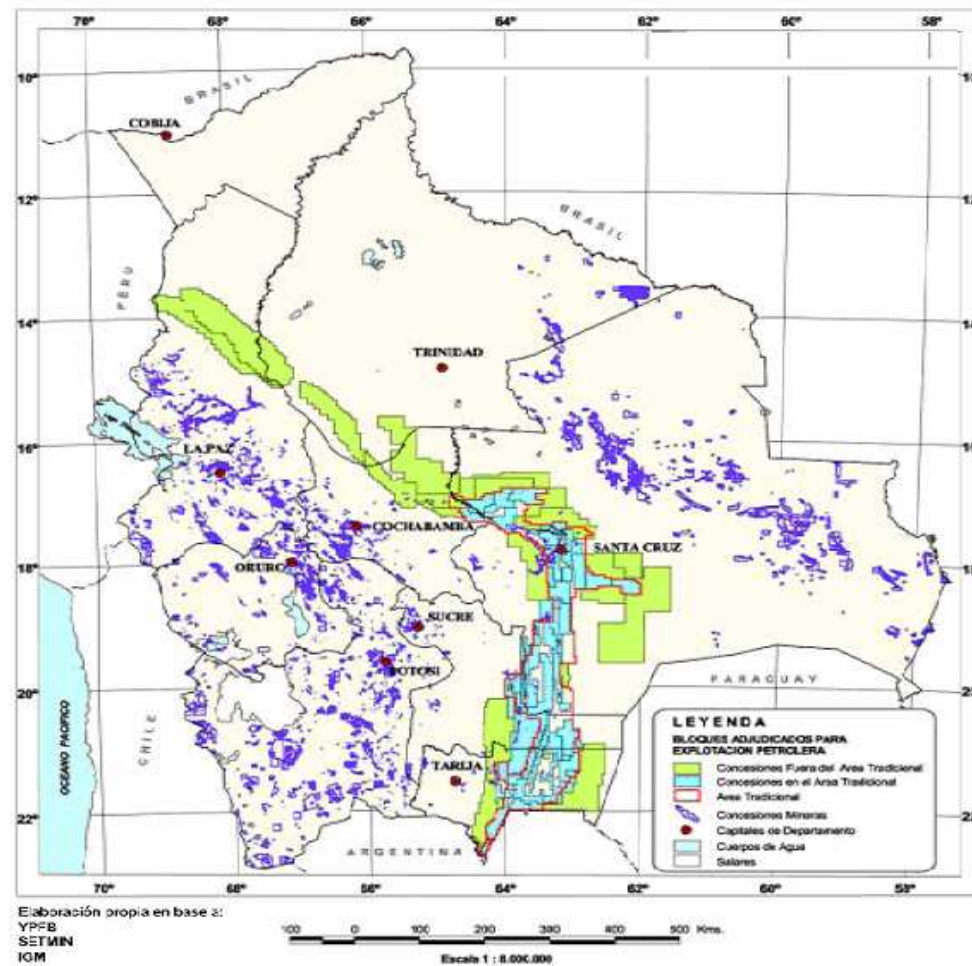 70° 68° 66° 64° 62° 60° 58°
10°
BRASIL
COBIJA
12°
BRASIL
PERU
14°
TRINIDAD
16°
LA PAZ
COCHABAMBA
SANTA CRUZ
ORURO
18°
SUCRE
POTOSI
PARAGUAY
20°
CHILE
OCEANO PACIFICO
TARIJA
22°
ARGENTINA
LEYENDA
BLOQUES ADJUDICADOS PARA
EXPLOTACION PETROLERA
Concesiones Fuera del Area Tradicional
Concesiones en el Area Tradicional
Area Tradicional
Concesiones Mineras
Capitales de Departamento
Cuerpos de Agua
Salares
70° 68° 66° 64° 62° 60° 58°
Elaboración propia en base a:
YPFB
SETMIN
IGM
100 0 100 200 300 400 500 Kms.
Escala 1 : 8.000.000